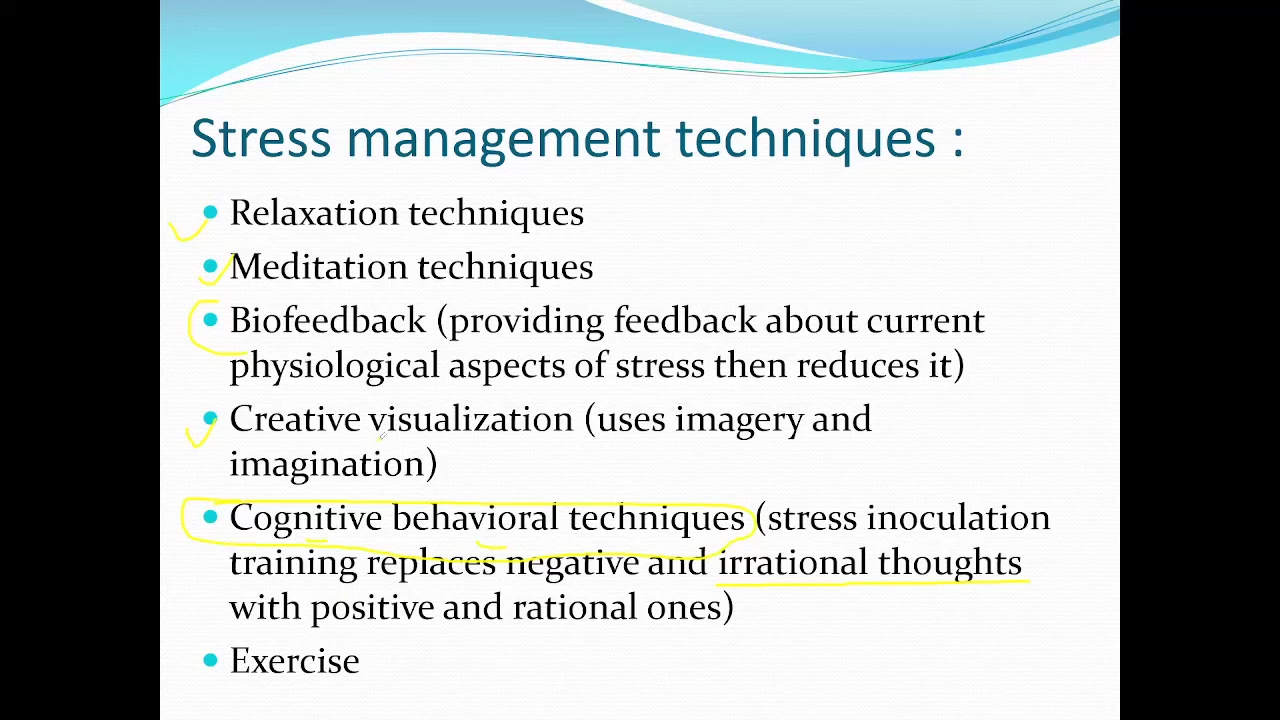 Stress management techniques :
• Relaxation techniques
• Meditation techniques
• Biofeedback (providing feedback about current
physiological aspects of stress then reduces it)
• Creative visualization (uses imagery and
imagination)
• Cognitive behavioral techniques (stress inoculation
training replaces negative and irrational thoughts
with positive and rational ones)
• Exercise